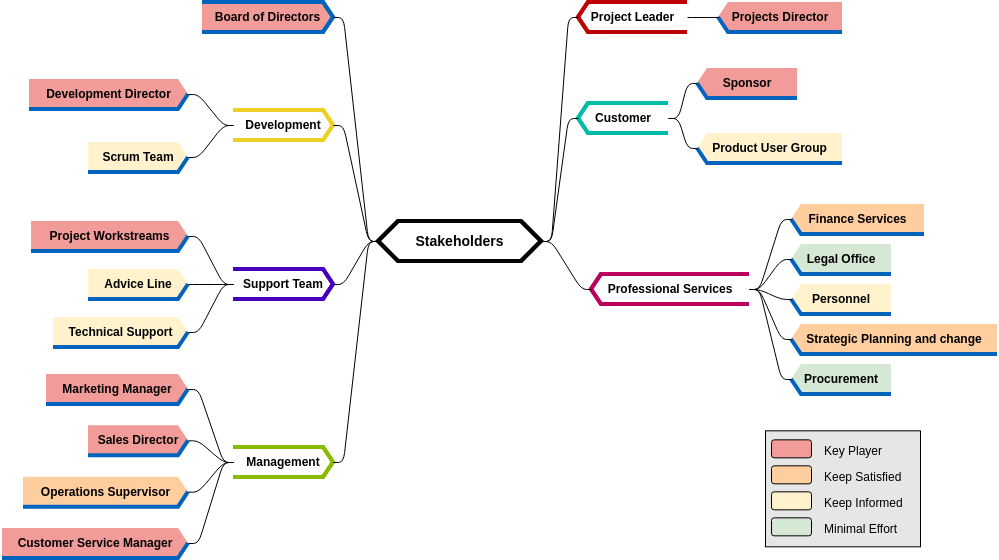 Board of Directors
Project Leader
Projects Director
Sponsor
Development Director
Customer
Development
Product User Group
Scrum Team
Finance Services
Project Workstreams
Stakeholders
Legal Office
Advice Line
Support Team
Professional Services
Personnel
Technical Support
Strategic Planning and change
Procurement
Marketing Manager
Sales Director
Management
Operations Supervisor
Customer Service Manager
Key Player
Keep Satisfied
Keep Informed
Minimal Effort